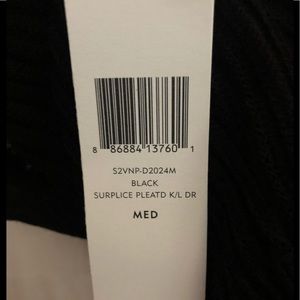 8 86884 13760 1
S2VNP-D2024M
BLACK
SURPLICE PLEATD K/L DR
MED